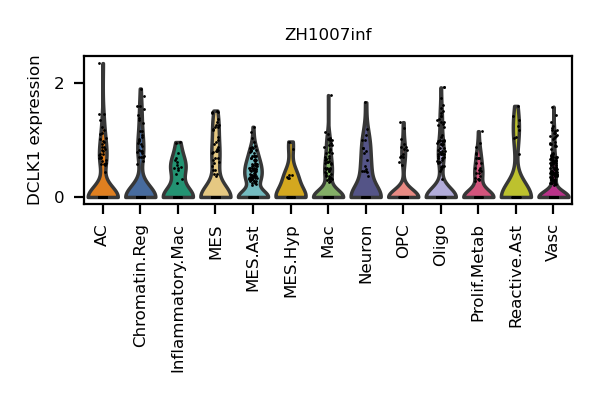 ZH1007inf
DCLK1 expression
2
0
AC
Chromatin.Reg
Inflammatory.Mac
MES
MES.Ast
MES.Hyp
Mac
Neuron
OPC
Oligo
Prolif.Metab
Reactive.Ast
Vasc